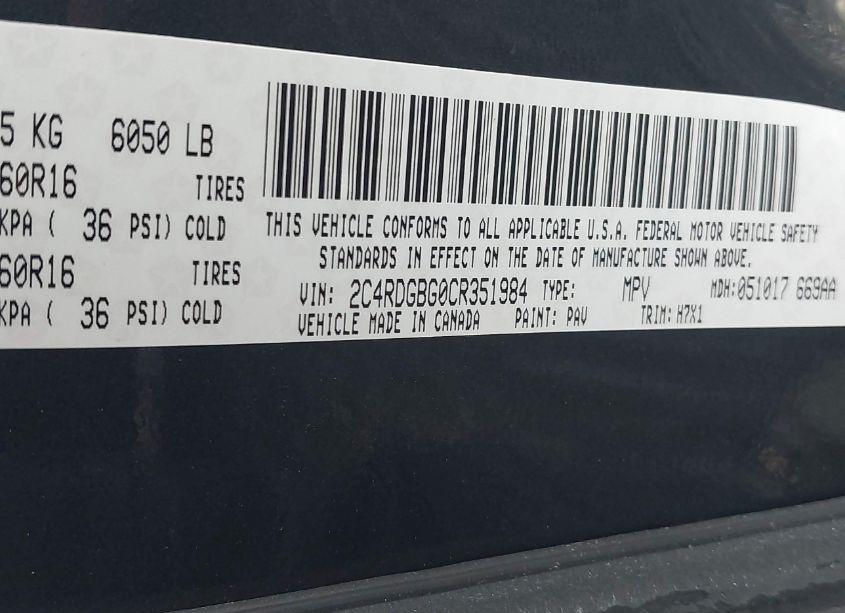 5 KG 6050 LB
60R16 TIRES
KPA ( 36 PSI) COLD
60R16 TIRES
KPA ( 36 PSI) COLD
THIS VEHICLE CONFORMS TO ALL APPLICABLE U.S.A. FEDERAL MOTOR VEHICLE SAFETY
STANDARDS IN EFFECT ON THE DATE OF MANUFACTURE SHOWN ABOVE.
VIN: 2C4RDGBG0CR351984 TYPE: MPV MDH:051017 669AA
VEHICLE MADE IN CANADA PAINT: PAV TRIM: H7X1